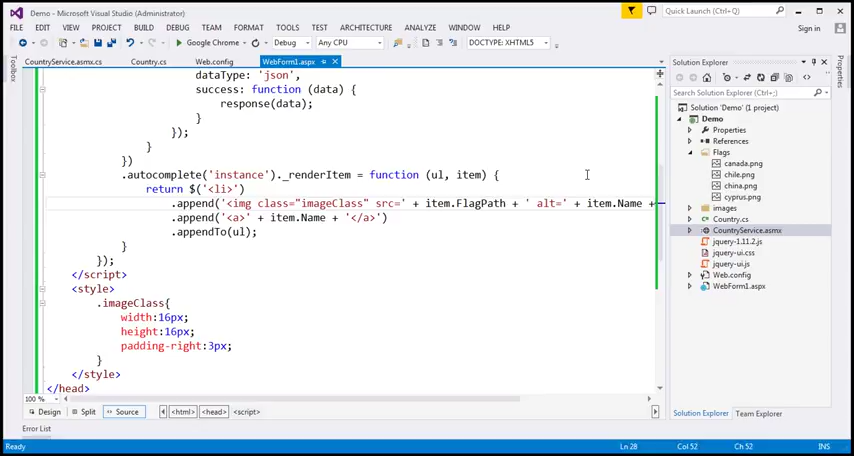 Demo - Microsoft Visual Studio (Administrator)
Quick Launch (Ctrl+Q)
FILE EDIT VIEW PROJECT BUILD DEBUG TEAM FORMAT TABLE TOOLS TEST ARCHITECTURE ANALYZE WINDOW HELP
Sign in
Google Chrome Debug Any CPU DOCTYPE: XHTML5
Toolbox
CountryService.asmx.cs Country.cs Web.config WebForm1.aspx
dataType: 'json',
success: function (data) {
response(data);
}
});
}
})
.autocomplete('instance')._renderItem = function (ul, item) {
return $('<li>')
.append('<img class="imageClass" src=' + item.FlagPath + ' alt=' + item.Name +
.append('<a>' + item.Name + '</a>')
.appendTo(ul);
}
});
</script>
<style>
.imageClass{
width:16px;
height:16px;
padding-right:3px;
}
</style>
</head>
100 %
Design Split Source <html> <head> <script>
Error List
Ready
Ln 28 Col 52 Ch 52 INS
Solution Explorer
Search Solution Explorer (Ctrl+;)
Solution 'Demo' (1 project)
Demo
Properties
References
Flags
canada.png
chile.png
china.png
cyprus.png
images
Country.cs
CountryService.asmx
jquery-1.11.2.js
jquery-ui.css
jquery-ui.js
Web.config
WebForm1.aspx
Solution Explorer Team Explorer
Properties